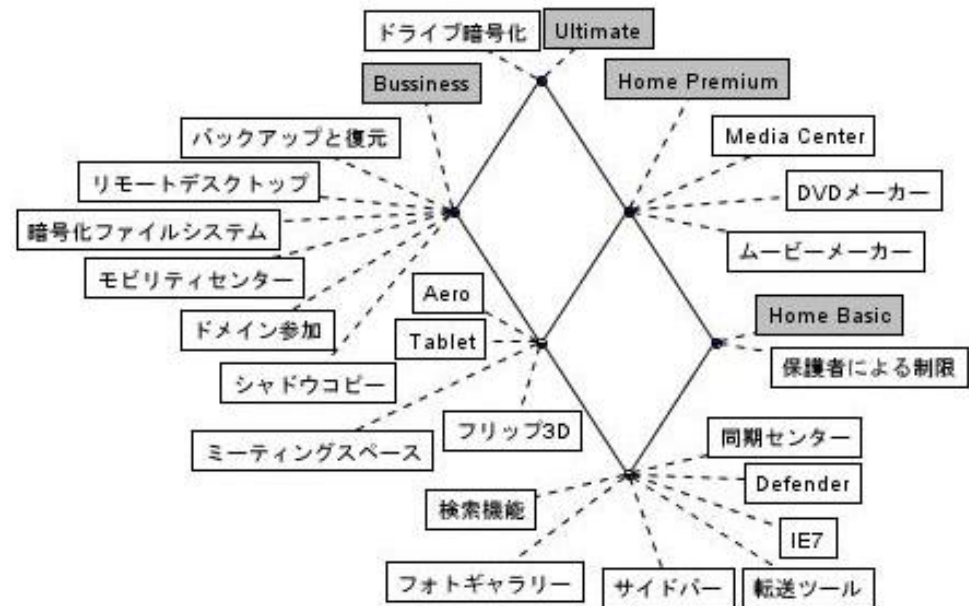 ドライブ暗号化
Ultimate
Bussiness
Home Premium
バックアップと復元
Media Center
リモートデスクトップ
DVDメーカー
暗号化ファイルシステム
ムービーメーカー
モビリティセンター
Aero
Home Basic
ドメイン参加
Tablet
保護者による制限
シャドウコピー
フリップ3D
同期センター
ミーティングスペース
Defender
検索機能
IE7
フォトギャラリー
サイドバー
転送ツール